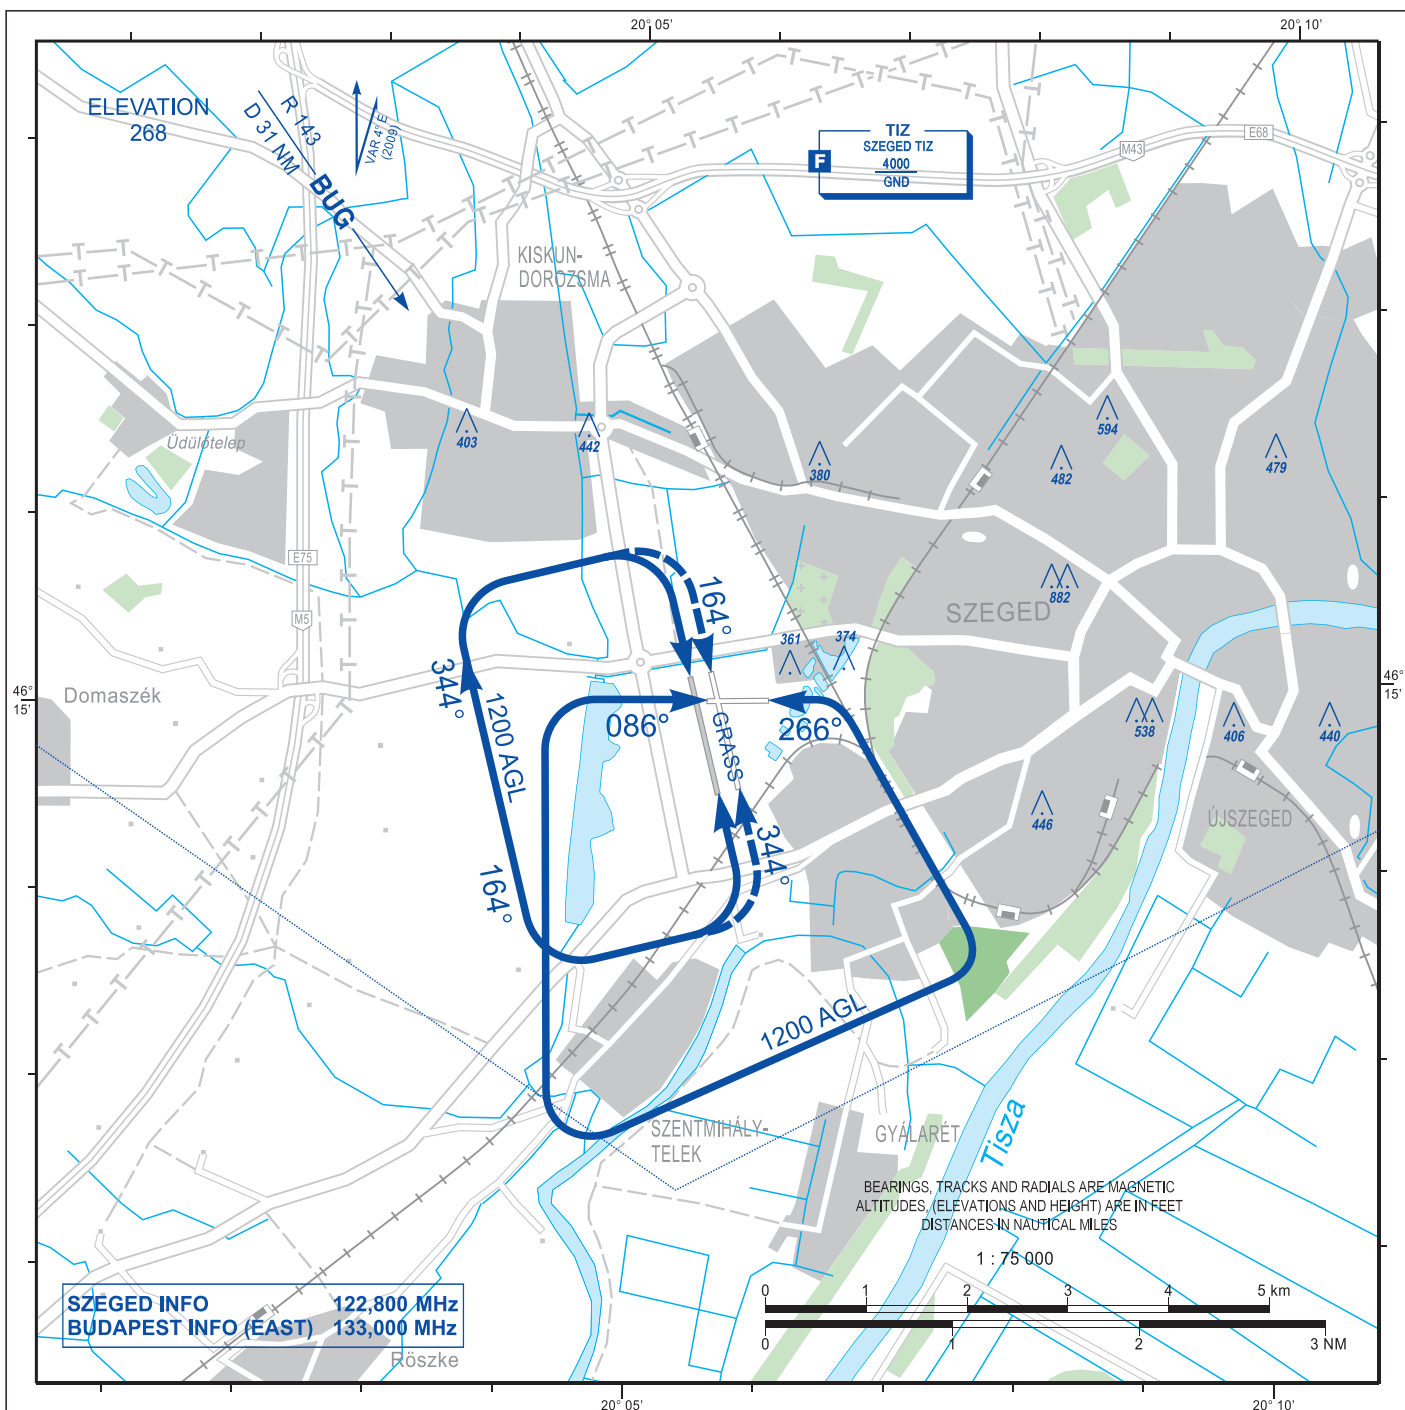 20° 05'
20° 10'
ELEVATION
268
R 143
D 31 NM
BUG
VAR 4° E
(2009)
TIZ
SZEGED TIZ
F
4000
GND
E68
M43
KISKUN-
DOROZSMA
403
442
380
594
482
479
Üdülőtelep
E75
M5
882
SZEGED
164°
361
374
344°
1200 AGL
46°
15'
Domaszék
086°
GRASS
266°
46°
15'
538
406
440
446
ÚJSZEGED
164°
344°
1200 AGL
SZENTMIHÁLY-
TELEK
GYÁLARÉT
Tisza
BEARINGS, TRACKS AND RADIALS ARE MAGNETIC
ALTITUDES, (ELEVATIONS AND HEIGHT) ARE IN FEET
DISTANCES IN NAUTICAL MILES
1 : 75 000
0 1 2 3 4 5 km
0 1 2 3 NM
SZEGED INFO 122,800 MHz
BUDAPEST INFO (EAST) 133,000 MHz
Röszke
20° 05'
20° 10'